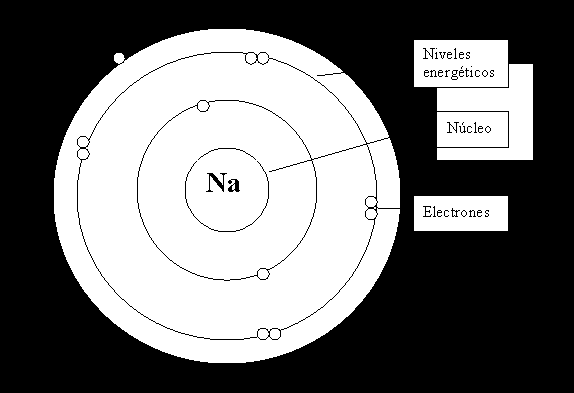 Niveles
energéticos
Núcleo
Na
Electrones